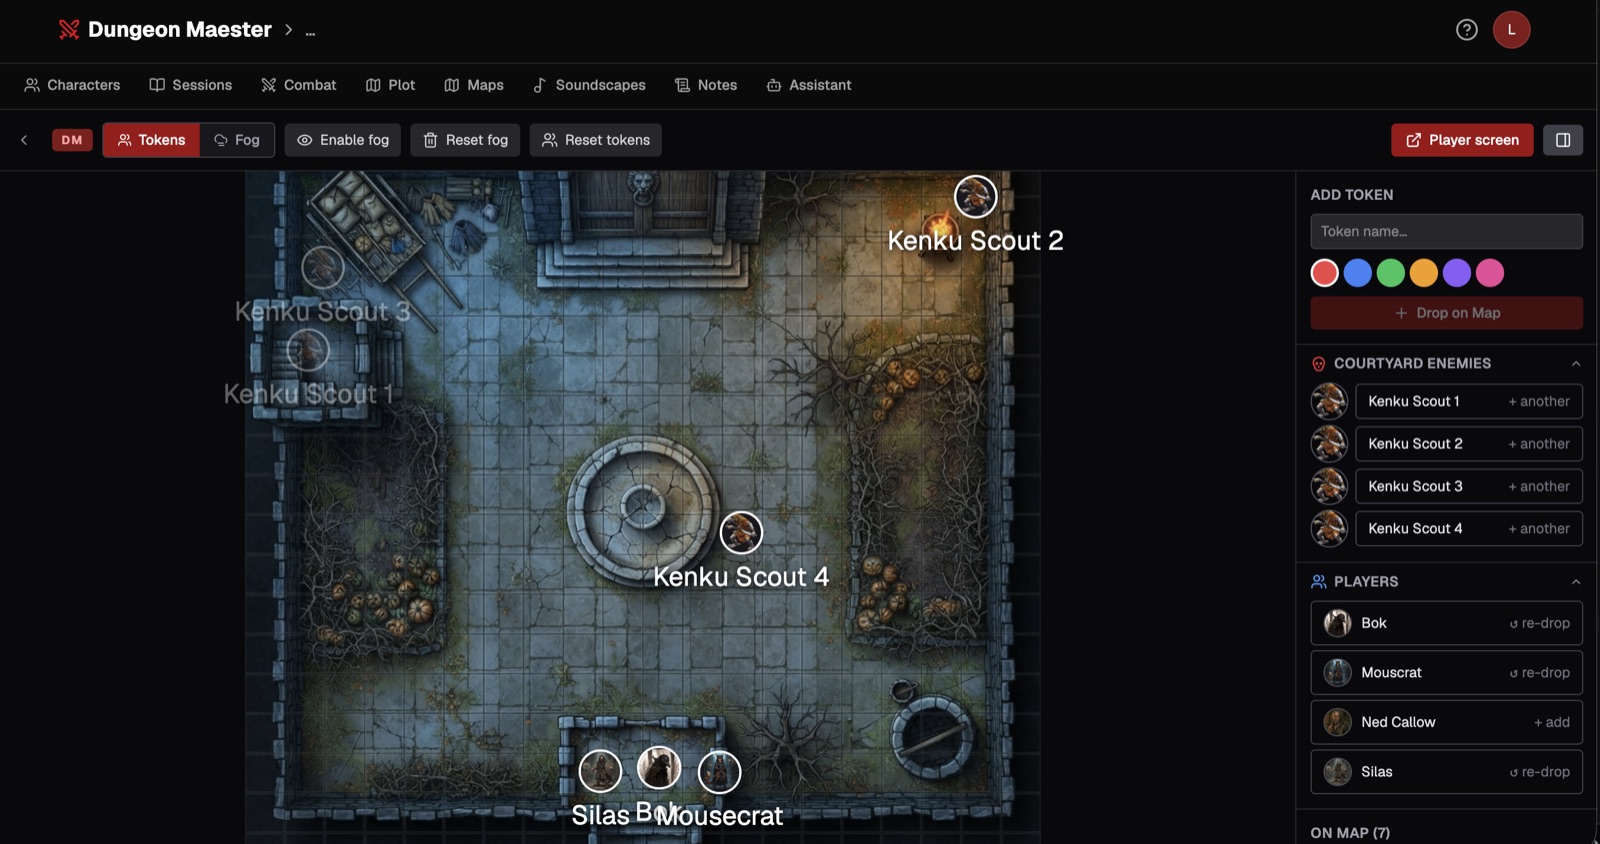 Dungeon Maester > ...
L
Characters
Sessions
Combat
Plot
Maps
Soundscapes
Notes
Assistant
DM
Tokens
Fog
Enable fog
Reset fog
Reset tokens
Player screen
Kenku Scout 2
Kenku Scout 3
Kenku Scout 1
Kenku Scout 4
Silas
Bok
Mousecrat
ADD TOKEN
Token name...
+ Drop on Map
COURTYARD ENEMIES
Kenku Scout 1 + another
Kenku Scout 2 + another
Kenku Scout 3 + another
Kenku Scout 4 + another
PLAYERS
Bok ↺ re-drop
Mouscrat ↺ re-drop
Ned Callow + add
Silas ↺ re-drop
ON MAP (7)